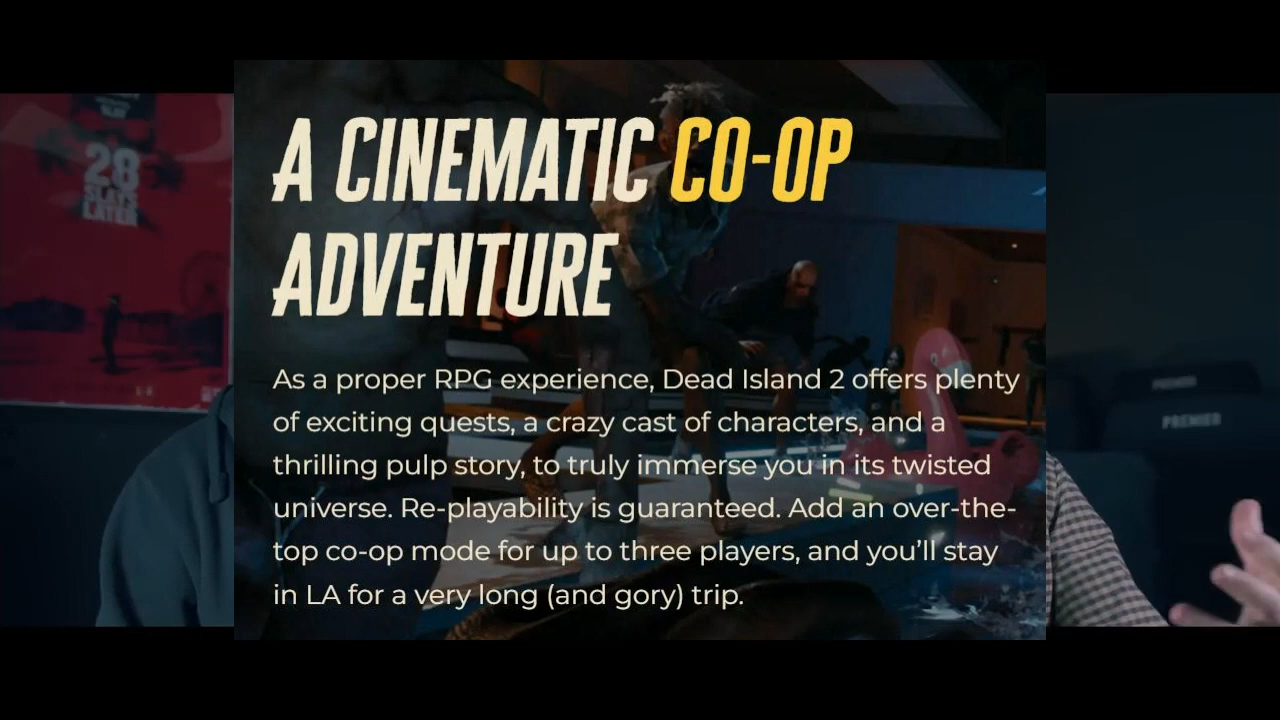 A CINEMATIC CO-OP
ADVENTURE
As a proper RPG experience, Dead Island 2 offers plenty
of exciting quests, a crazy cast of characters, and a
thrilling pulp story, to truly immerse you in its twisted
universe. Re-playability is guaranteed. Add an over-the-
top co-op mode for up to three players, and you’ll stay
in LA for a very long (and gory) trip.
28
SLAYS
LATER
PREMIER
PREMIER